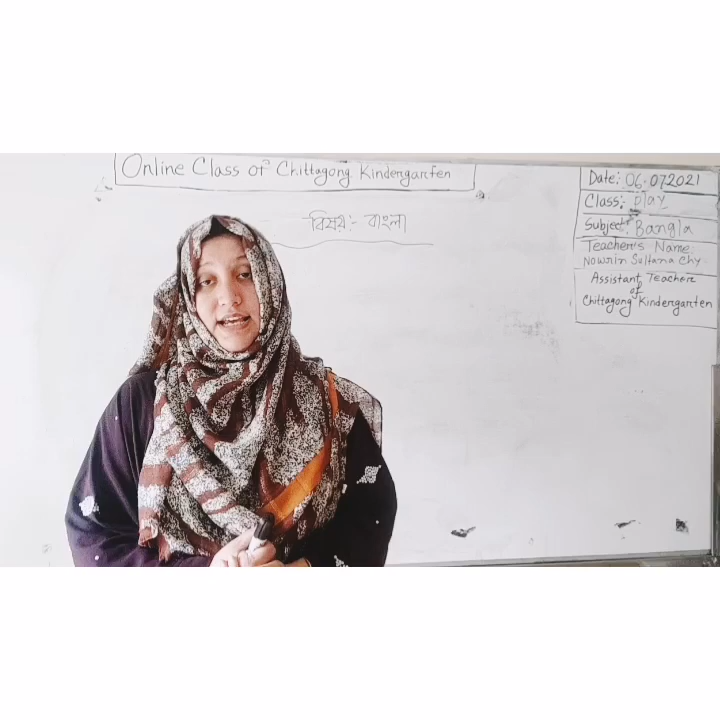 Online Class of Chittagong Kindergarten
বিষয়:- বাংলা
Date: 06.07.2021
Class: Play
Subject: Bangla
Teacher's Name:
Nowrin Sultana Chy
Assistant Teacher
of
Chittagong Kindergarten